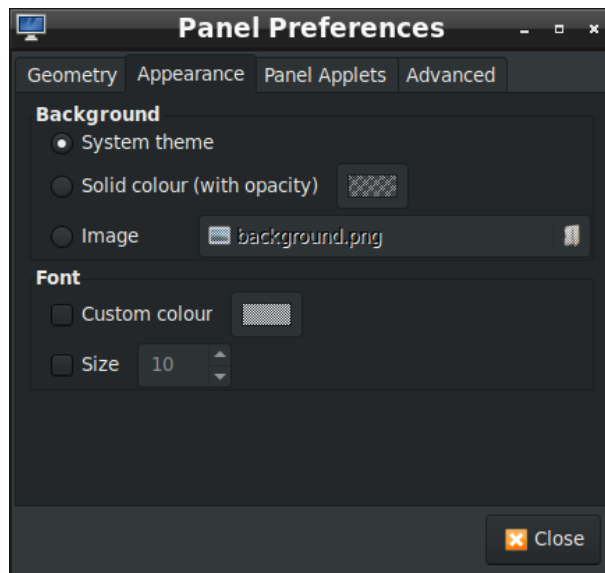 Panel Preferences
Geometry Appearance Panel Applets Advanced
Background
System theme
Solid colour (with opacity)
Image background.png
Font
Custom colour
Size 10
Close